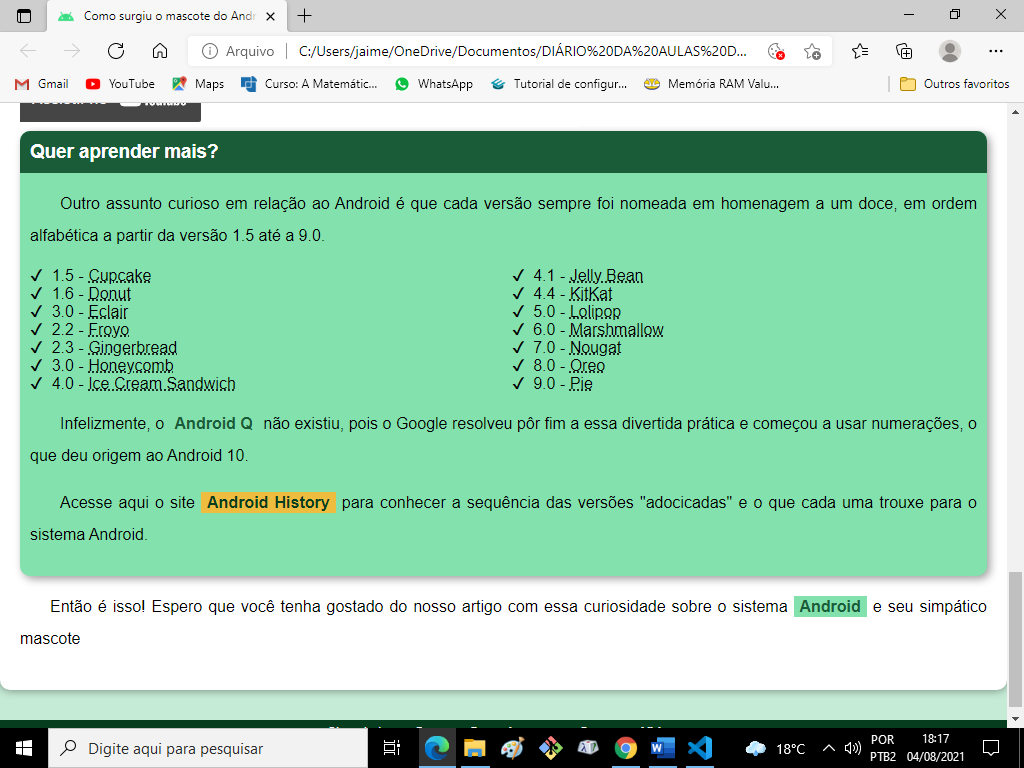 Como surgiu o mascote do Andr
Arquivo
C:/Users/jaime/OneDrive/Documentos/DIÁRIO%20DA%20AULAS%20D...
Gmail
YouTube
Maps
Curso: A Matemátic...
WhatsApp
Tutorial de configur...
Memória RAM Valu...
Outros favoritos
Quer aprender mais?
Outro assunto curioso em relação ao Android é que cada versão sempre foi nomeada em homenagem a um doce, em ordem
alfabética a partir da versão 1.5 até a 9.0.
✓ 1.5 - Cupcake
✓ 1.6 - Donut
✓ 3.0 - Eclair
✓ 2.2 - Froyo
✓ 2.3 - Gingerbread
✓ 3.0 - Honeycomb
✓ 4.0 - Ice Cream Sandwich
✓ 4.1 - Jelly Bean
✓ 4.4 - KitKat
✓ 5.0 - Lolipop
✓ 6.0 - Marshmallow
✓ 7.0 - Nougat
✓ 8.0 - Oreo
✓ 9.0 - Pie
Infelizmente, o Android Q não existiu, pois o Google resolveu pôr fim a essa divertida prática e começou a usar numerações, o
que deu origem ao Android 10.
Acesse aqui o site Android History para conhecer a sequência das versões "adocicadas" e o que cada uma trouxe para o
sistema Android.
Então é isso! Espero que você tenha gostado do nosso artigo com essa curiosidade sobre o sistema Android e seu simpático
mascote
Digite aqui para pesquisar
18°C
POR
PTB2
18:17
04/08/2021